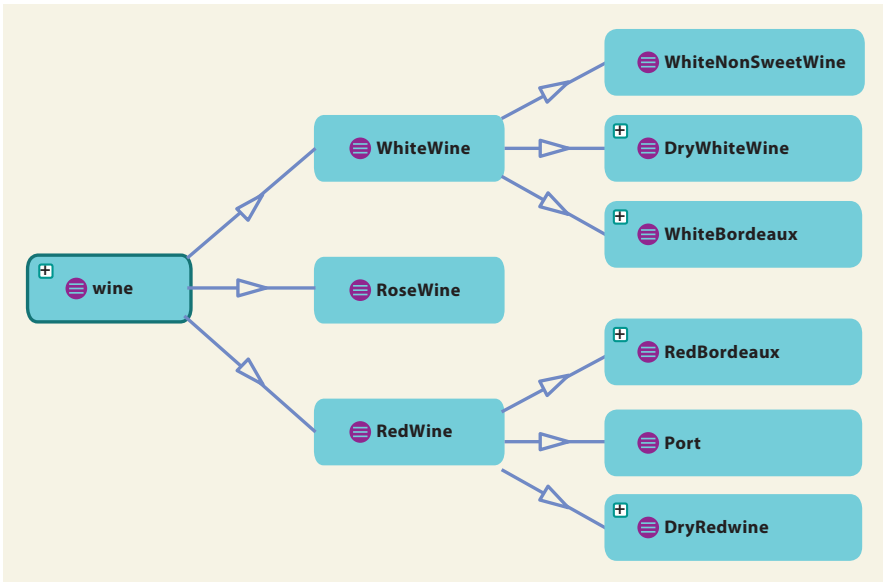 WhiteNonSweetWine
WhiteWine
DryWhiteWine
WhiteBordeaux
wine
RoseWine
RedBordeaux
RedWine
Port
DryRedwine